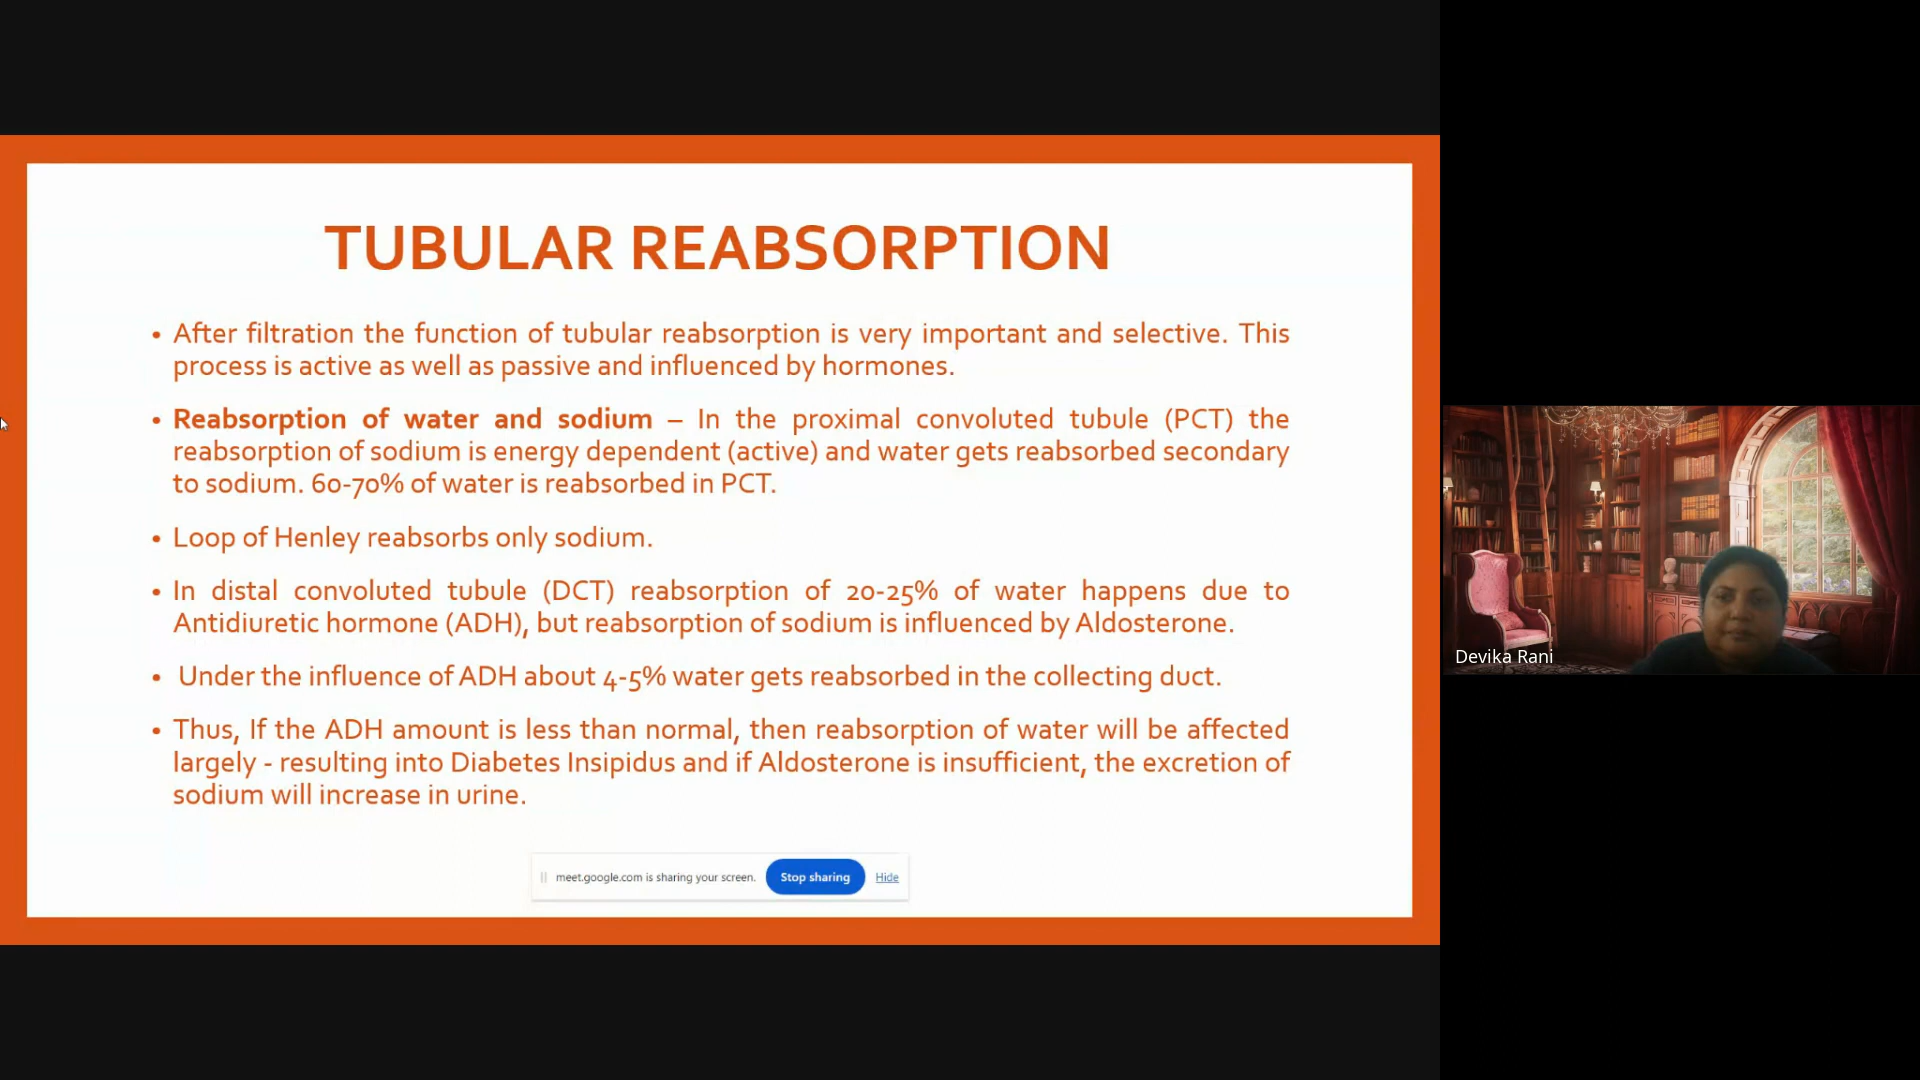 TUBULAR REABSORPTION
• After filtration the function of tubular reabsorption is very important and selective. This
process is active as well as passive and influenced by hormones.
• Reabsorption of water and sodium – In the proximal convoluted tubule (PCT) the
reabsorption of sodium is energy dependent (active) and water gets reabsorbed secondary
to sodium. 60-70% of water is reabsorbed in PCT.
• Loop of Henley reabsorbs only sodium.
• In distal convoluted tubule (DCT) reabsorption of 20-25% of water happens due to
Antidiuretic hormone (ADH), but reabsorption of sodium is influenced by Aldosterone.
• Under the influence of ADH about 4-5% water gets reabsorbed in the collecting duct.
• Thus, If the ADH amount is less than normal, then reabsorption of water will be affected
largely - resulting into Diabetes Insipidus and if Aldosterone is insufficient, the excretion of
sodium will increase in urine.
meet.google.com is sharing your screen. Stop sharing Hide
Devika Rani